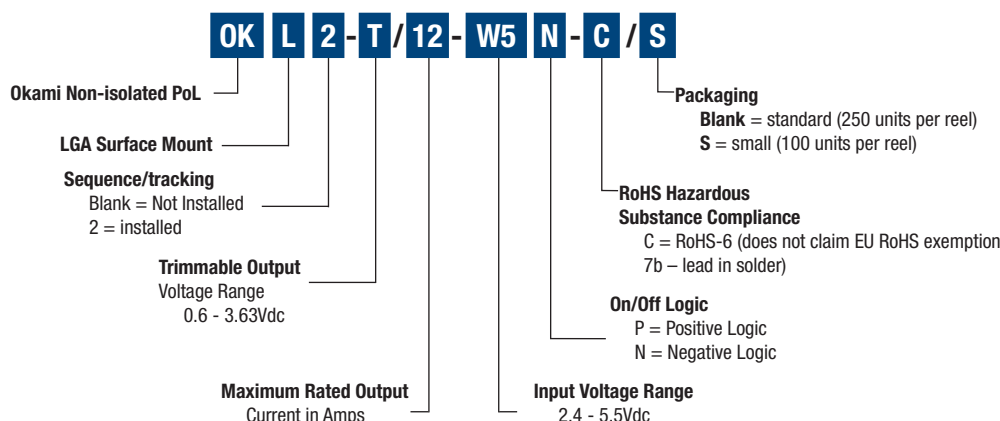 OK L 2 - T / 12 - W5 N - C / S
Okami Non-isolated PoL
LGA Surface Mount
Sequence/tracking
Blank = Not Installed
2 = installed
Trimmable Output
Voltage Range
0.6 - 3.63Vdc
Maximum Rated Output
Current in Amps
Packaging
Blank = standard (250 units per reel)
S = small (100 units per reel)
RoHS Hazardous
Substance Compliance
C = RoHS-6 (does not claim EU RoHS exemption
7b – lead in solder)
On/Off Logic
P = Positive Logic
N = Negative Logic
Input Voltage Range
2.4 - 5.5Vdc